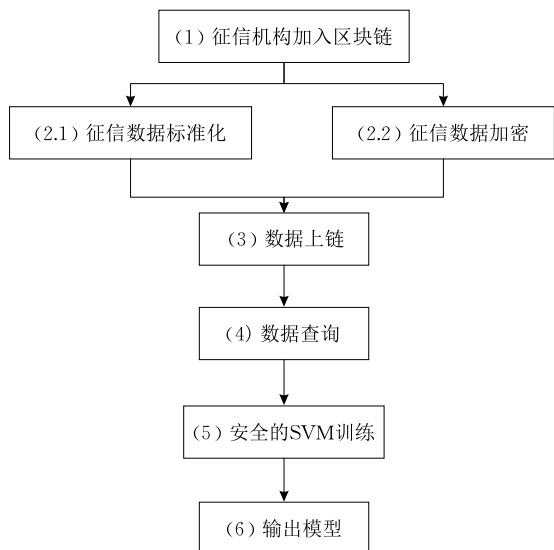 (1) 征信机构加入区块链
(2.1) 征信数据标准化
(2.2) 征信数据加密
(3) 数据上链
(4) 数据查询
(5) 安全的SVM训练
(6) 输出模型